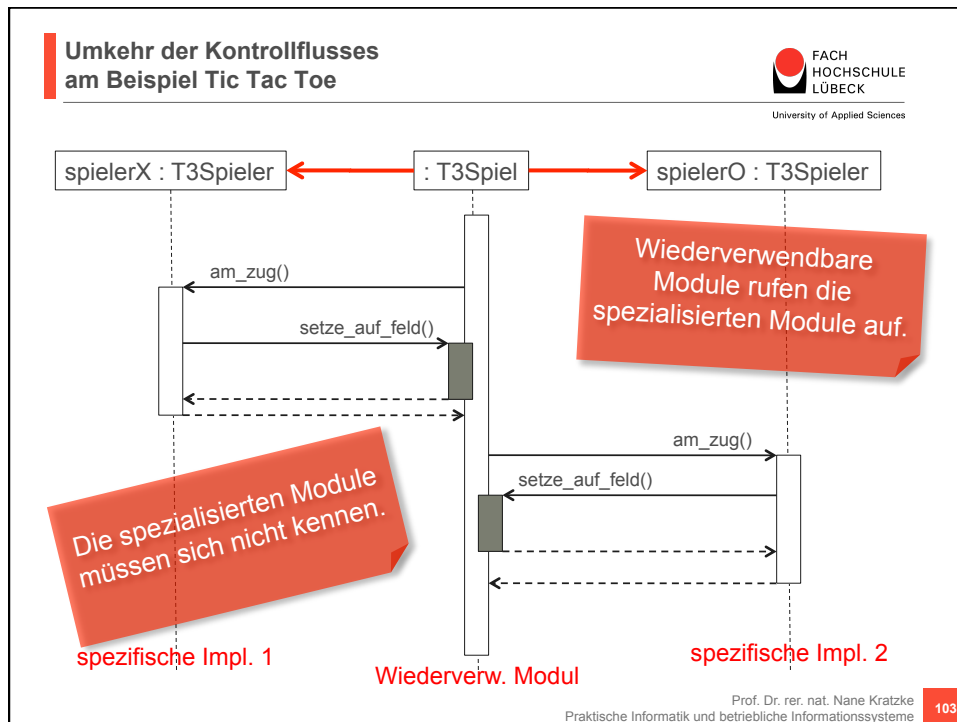 Umkehr der Kontrollflusses
am Beispiel Tic Tac Toe
FACH
HOCHSCHULE
LÜBECK
University of Applied Sciences
spielerX : T3Spieler
: T3Spiel
spielerO : T3Spieler
Wiederverwendbare
Module rufen die
spezialisierten Module auf.
am_zug()
setze_auf_feld()
am_zug()
setze_auf_feld()
Die spezialisierten Module
müssen sich nicht kennen.
spezifische Impl. 1
Wiederverw. Modul
spezifische Impl. 2
Prof. Dr. rer. nat. Nane Kratzke
Praktische Informatik und betriebliche Informationssysteme
103